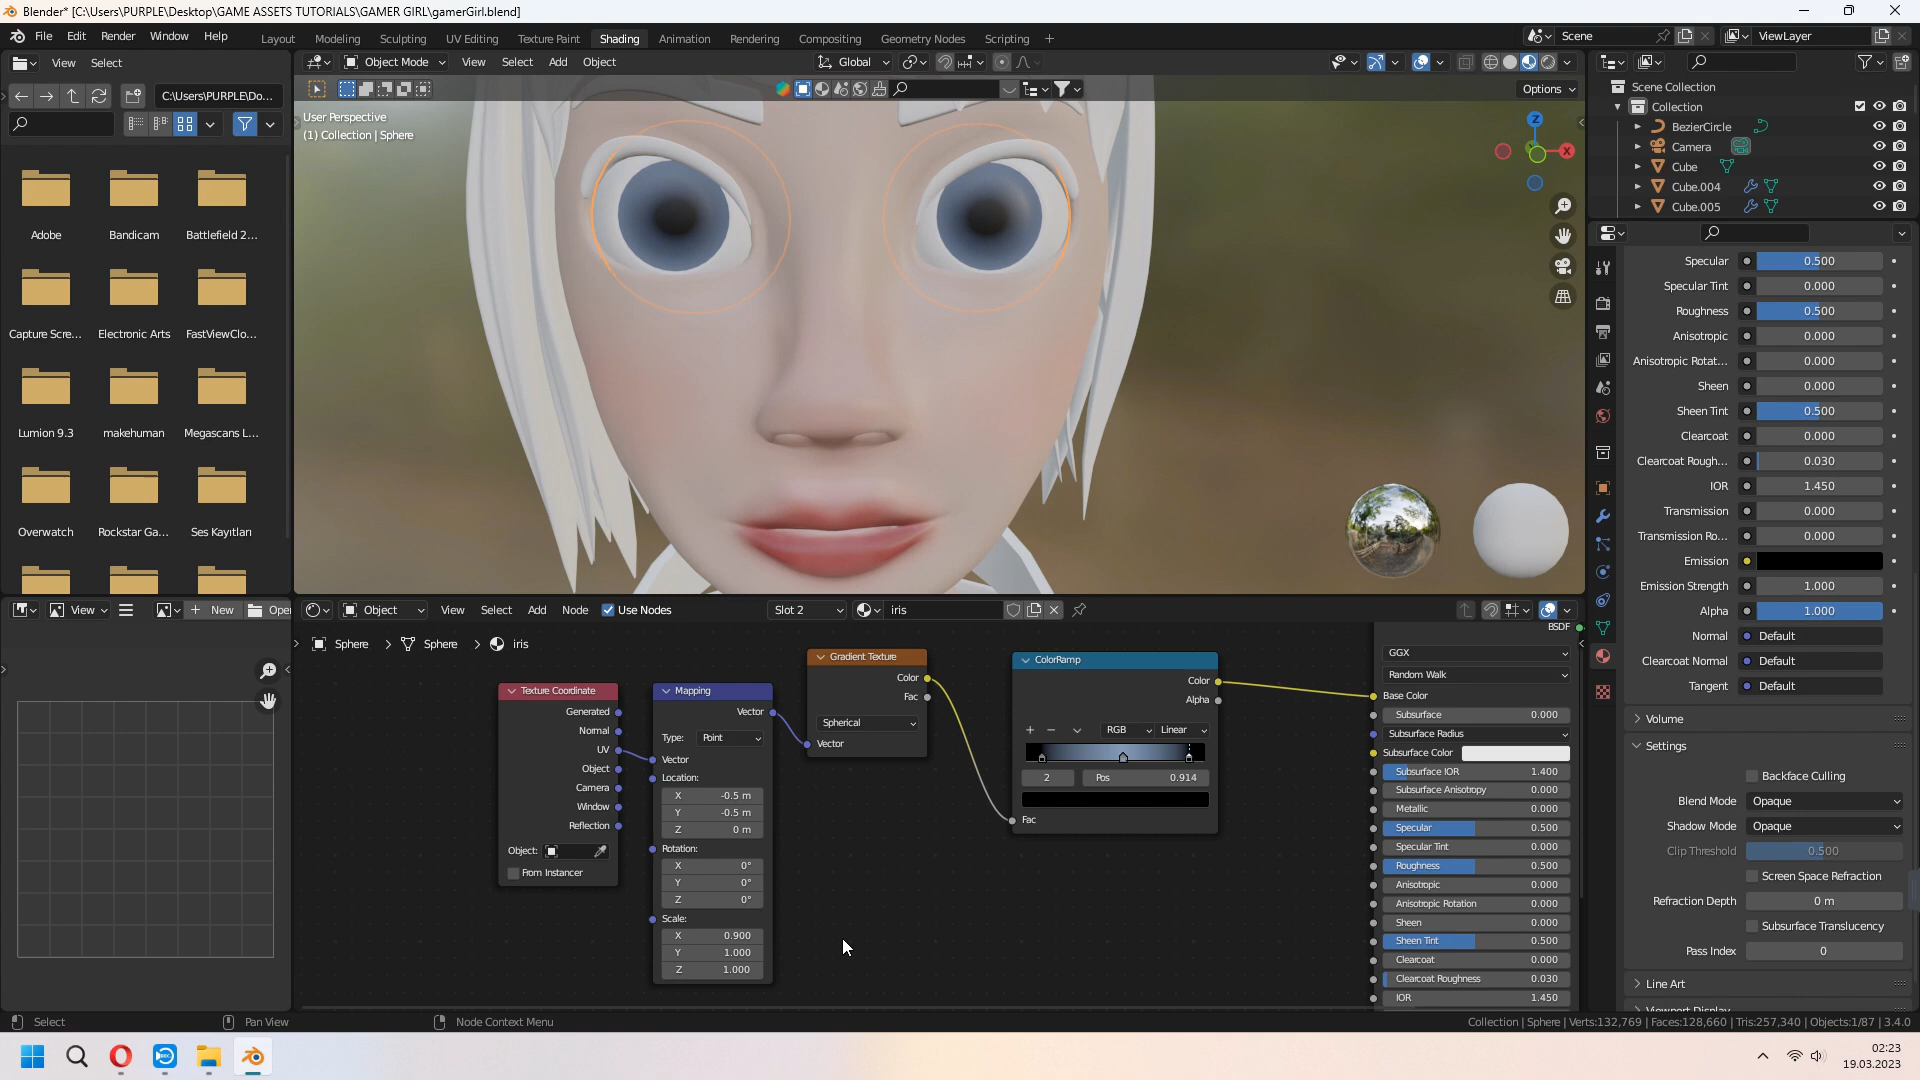 Blender* [C:\Users\PURPLE\Desktop\GAME ASSETS TUTORIALS\GAMER GIRL\gamerGirl.blend]
File Edit Render Window Help
Layout Modeling Sculpting UV Editing Texture Paint Shading Animation Rendering Compositing Geometry Nodes Scripting +
Scene
ViewLayer
View Select
C:\Users\PURPLE\Do...
Adobe Bandicam Battlefield 2...
Capture Scre... Electronic Arts FastViewClo...
Lumion 9.3 makehuman Megascans L...
Overwatch Rockstar Ga... Ses Kayıtları
Object Mode View Select Add Object
Global
Options
User Perspective
(1) Collection | Sphere
Z
X
Scene Collection
Collection
BezierCircle
Camera
Cube
Cube.004
Cube.005
Specular 0.500
Specular Tint 0.000
Roughness 0.500
Anisotropic 0.000
Anisotropic Rotat... 0.000
Sheen 0.000
Sheen Tint 0.500
Clearcoat 0.000
Clearcoat Rough... 0.030
IOR 1.450
Transmission 0.000
Transmission Ro... 0.000
Emission
Emission Strength 1.000
Alpha 1.000
Normal Default
Clearcoat Normal Default
Tangent Default
Volume
Settings
Backface Culling
Blend Mode Opaque
Shadow Mode Opaque
Clip Threshold 0.500
Screen Space Refraction
Refraction Depth 0 m
Subsurface Translucency
Pass Index 0
Line Art
Viewport Display
View
+ New Open
Object View Select Add Node Use Nodes
Slot 2
iris
Sphere > Sphere > iris
Texture Coordinate
Generated
Normal
UV
Object
Camera
Window
Reflection
Object:
From Instancer
Mapping
Vector
Type: Point
Vector
Location:
X -0.5 m
Y -0.5 m
Z 0 m
Rotation:
X 0°
Y 0°
Z 0°
Scale:
X 0.900
Y 1.000
Z 1.000
Gradient Texture
Color
Fac
Spherical
Vector
ColorRamp
Color
Alpha
RGB Linear
2 Pos 0.914
Fac
BSDF
GGX
Random Walk
Base Color
Subsurface 0.000
Subsurface Radius
Subsurface Color
Subsurface IOR 1.400
Subsurface Anisotropy 0.000
Metallic 0.000
Specular 0.500
Specular Tint 0.000
Roughness 0.500
Anisotropic 0.000
Anisotropic Rotation 0.000
Sheen 0.000
Sheen Tint 0.500
Clearcoat 0.000
Clearcoat Roughness 0.030
IOR 1.450
Select
Pan View
Node Context Menu
Collection | Sphere | Verts:132,769 | Faces:128,660 | Tris:257,340 | Objects:1/87 | 3.4.0
02:23
19.03.2023